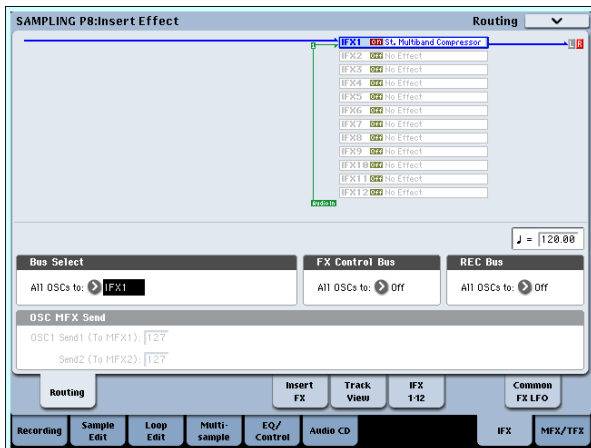 SAMPLING P8:Insert Effect Routing
IFX1 On St. Multiband Compressor L R
IFX2 Off No Effect
IFX3 Off No Effect
IFX4 Off No Effect
IFX5 Off No Effect
IFX6 Off No Effect
IFX7 Off No Effect
IFX8 Off No Effect
IFX9 Off No Effect
IFX10 Off No Effect
IFX11 Off No Effect
IFX12 Off No Effect
Audio In
♩ = 120.00
Bus Select FX Control Bus REC Bus
All OSCs to: IFX1 All OSCs to: Off All OSCs to: Off
OSC MFX Send
OSC1 Send1 (To MFX1): 127
Send2 (To MFX2): 127
Routing Insert FX Track View IFX 1-12 Common FX LFO
Recording Sample Edit Loop Edit Multi-sample EQ/Control Audio CD IFX MFX/TFX